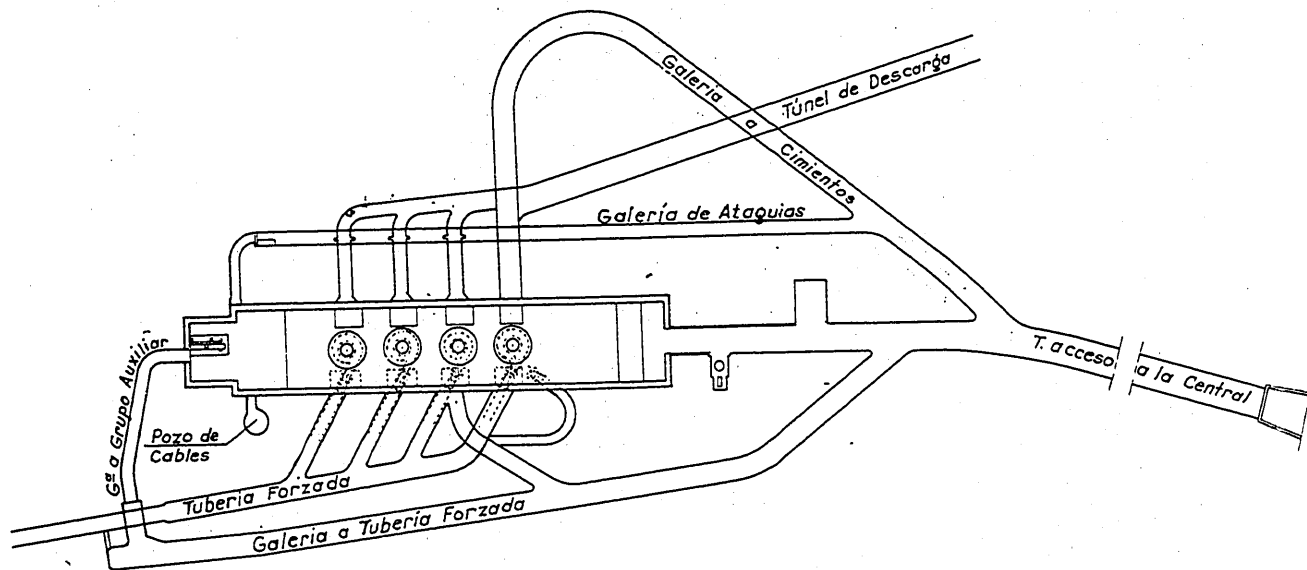 Galería a Cimientos
Túnel de Descarga
Galería de Ataguias
T. acceso a la Central
Gª a Grupo Auxiliar
Pozo de
Cables
Tubería Forzada
Galeria a Tubería Forzada